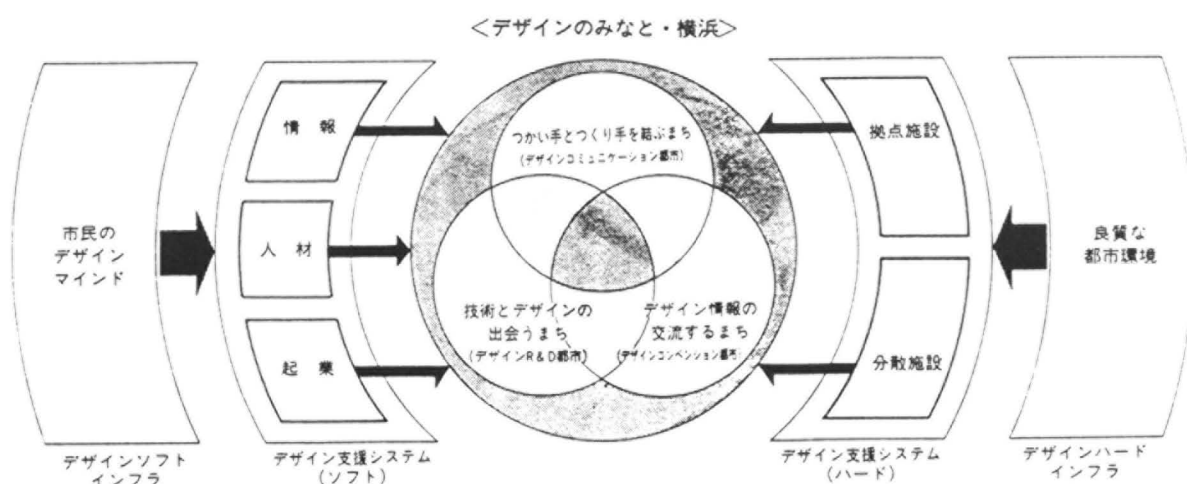 ＜デザインのみなと・横浜＞
市民の
デザイン
マインド
デザインソフト
インフラ
情報
人材
起業
デザイン支援システム
(ソフト)
つかい手とつくり手を結ぶまち
(デザインコミュニケーション都市)
技術とデザインの
出会うまち
(デザインR&D都市)
デザイン情報の
交流するまち
(デザインコンベンション都市)
拠点施設
分散施設
デザイン支援システム
(ハード)
良質な
都市環境
デザインハード
インフラ